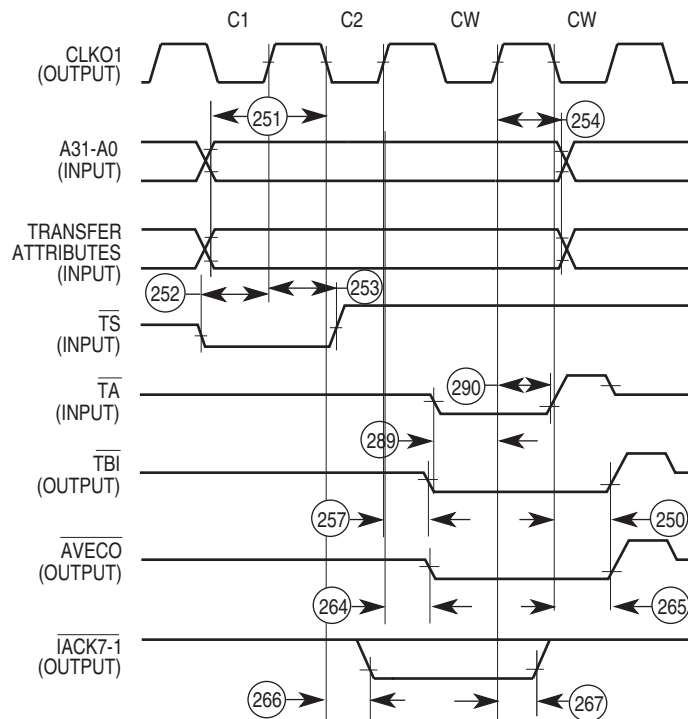 C1 C2 CW CW
CLKO1
(OUTPUT)
251
254
A31-A0
(INPUT)
TRANSFER
ATTRIBUTES
(INPUT)
252
253
TS
(INPUT)
290
TA
(INPUT)
289
TBI
(OUTPUT)
257
250
AVECO
(OUTPUT)
264
265
IACK7-1
(OUTPUT)
266
267